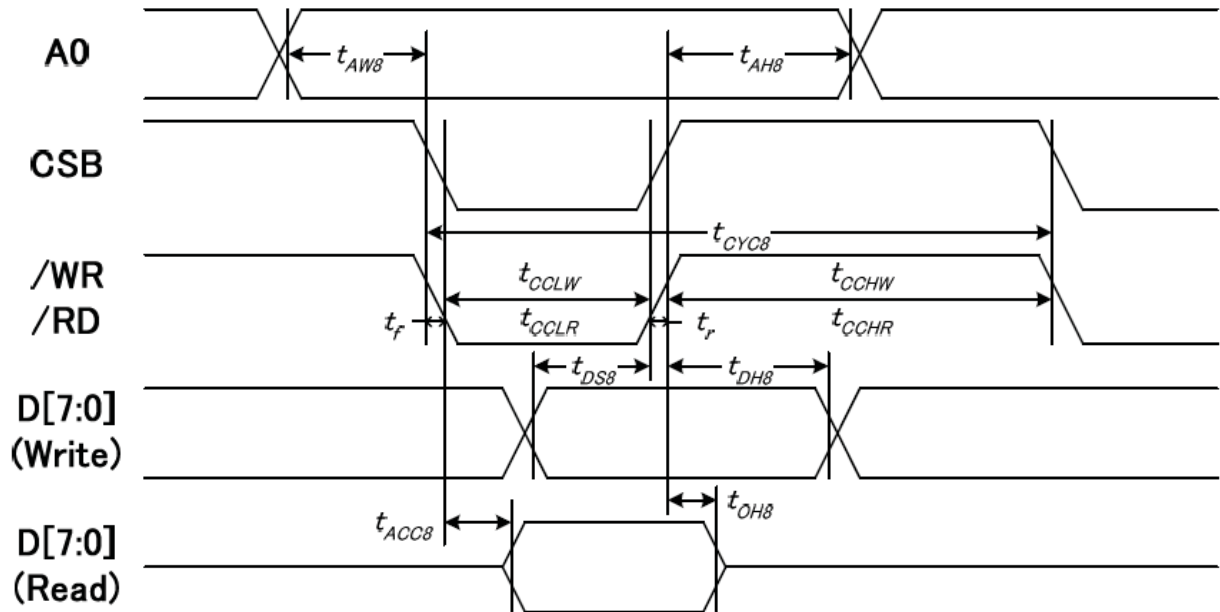 A0
tAW8
tAH8
CSB
tCYC8
/WR
/RD
tCCLW
tCCHW
tf
tCCLR
tr
tCCHR
tDS8
tDH8
D[7:0]
(Write)
tACC8
tOH8
D[7:0]
(Read)